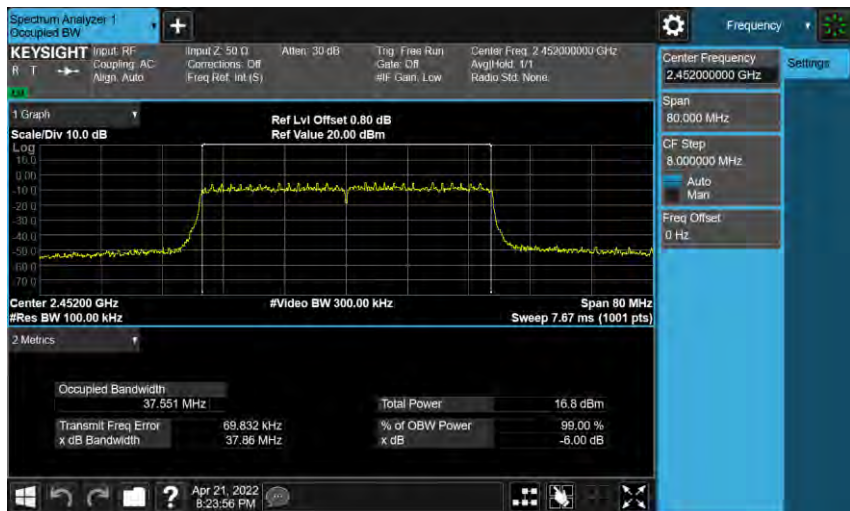 Spectrum Analyzer 1
Occupied BW
+
Frequency
KEYSIGHT
R T
Input: RF
Coupling: AC
Align: Auto
Input Z: 50 Ω
Corrections: Off
Freq Ref: Int (S)
Atten: 30 dB
Trig: Free Run
Gate: Off
#IF Gain: Low
Center Freq: 2.452000000 GHz
Avg|Hold: 1/1
Radio Std: None
Center Frequency
2.452000000 GHz
Settings
Span
80.000 MHz
CF Step
8.000000 MHz
Auto
Man
Freq Offset
0 Hz
1 Graph
Scale/Div 10.0 dB
Ref Lvl Offset 0.80 dB
Ref Value 20.00 dBm
Log
10.0
0.00
-10.0
-20.0
-30.0
-40.0
-50.0
-60.0
-70.0
Center 2.45200 GHz
#Res BW 100.00 kHz
#Video BW 300.00 kHz
Span 80 MHz
Sweep 7.67 ms (1001 pts)
2 Metrics
Occupied Bandwidth
37.551 MHz
Total Power 16.8 dBm
Transmit Freq Error 69.832 kHz
% of OBW Power 99.00 %
x dB Bandwidth 37.86 MHz
x dB -6.00 dB
?
Apr 21, 2022
8:23:56 PM